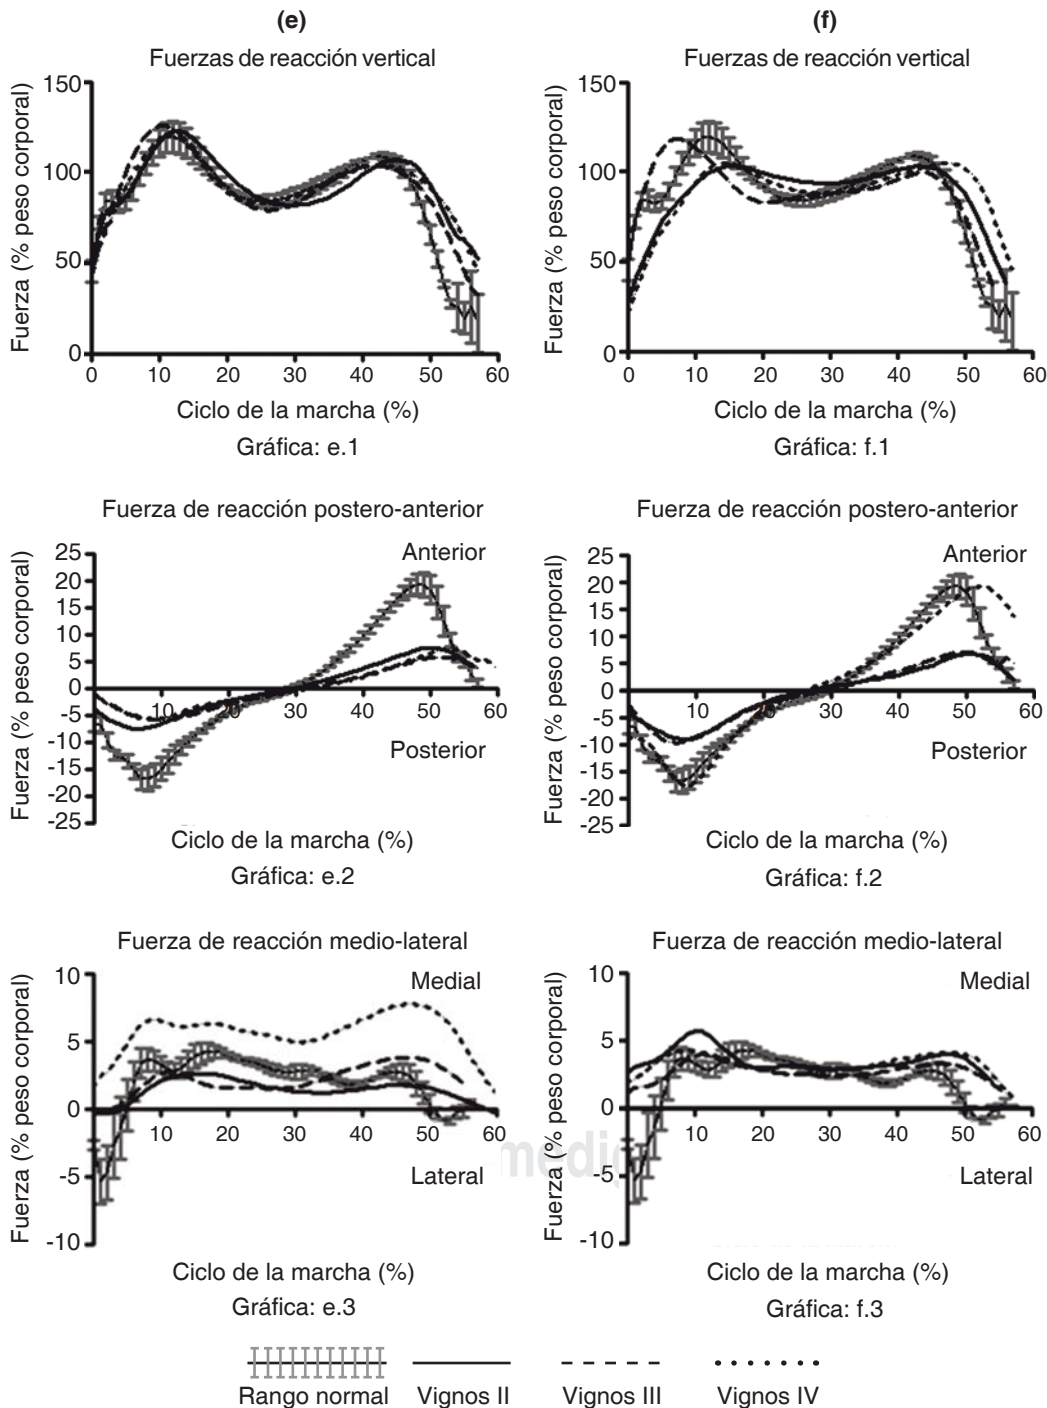 (e)
Fuerzas de reacción vertical
Fuerza (% peso corporal)
150
100
50
0
0 10 20 30 40 50 60
Ciclo de la marcha (%)
Gráfica: e.1
(f)
Fuerzas de reacción vertical
Fuerza (% peso corporal)
150
100
50
0
0 10 20 30 40 50 60
Ciclo de la marcha (%)
Gráfica: f.1
Fuerza de reacción postero-anterior
Fuerza (% peso corporal)
25
20
15
10
5
0
-5
-10
-15
-20
-25
10 20 30 40 50 60
Anterior
Posterior
Ciclo de la marcha (%)
Gráfica: e.2
Fuerza de reacción postero-anterior
Fuerza (% peso corporal)
25
20
15
10
5
0
-5
-10
-15
-20
-25
10 20 30 40 50 60
Anterior
Posterior
Ciclo de la marcha (%)
Gráfica: f.2
Fuerza de reacción medio-lateral
Fuerza (% peso corporal)
10
5
0
-5
-10
10 20 30 40 50 60
Medial
Lateral
Ciclo de la marcha (%)
Gráfica: e.3
Fuerza de reacción medio-lateral
Fuerza (% peso corporal)
10
5
0
-5
-10
10 20 30 40 50 60
Medial
Lateral
Ciclo de la marcha (%)
Gráfica: f.3
Rango normal Vignos II Vignos III Vignos IV